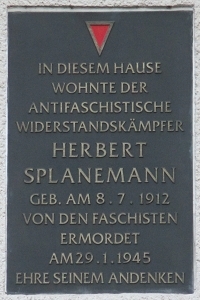 IN DIESEM HAUSE
WOHNTE DER
ANTIFASCHISTISCHE
WIDERSTANDSKÄMPFER
HERBERT
SPLANEMANN
GEB. AM 8.7.1912
VON DEN FASCHISTEN
ERMORDET
AM 29.1.1945
EHRE SEINEM ANDENKEN